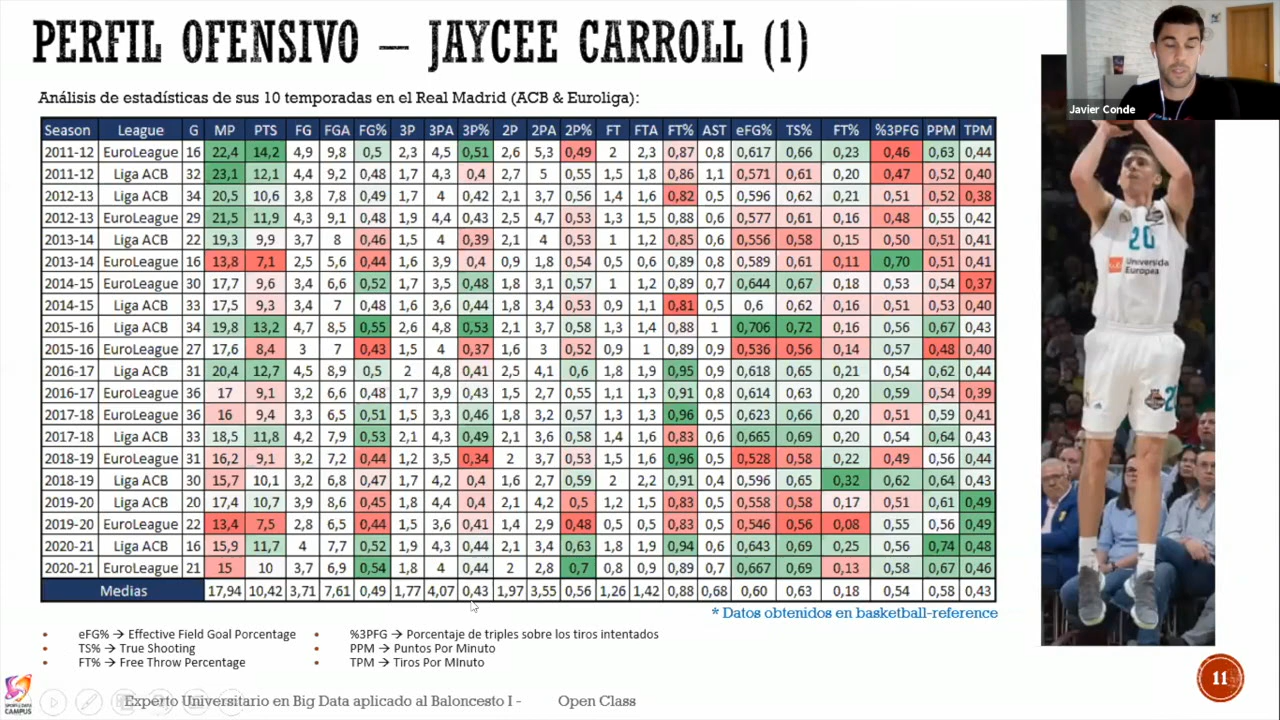 PERFIL OFENSIVO – JAYCEE CARROLL (1)
Javier Conde
Análisis de estadísticas de sus 10 temporadas en el Real Madrid (ACB & Euroliga):
Season League G MP PTS FG FGA FG% 3P 3PA 3P% 2P 2PA 2P% FT FTA FT% AST eFG% TS% FT% %3PFG PPM TPM
2011-12 EuroLeague 16 22,4 14,2 4,9 9,8 0,5 2,3 4,5 0,51 2,6 5,3 0,49 2 2,3 0,87 0,8 0,617 0,66 0,23 0,46 0,63 0,44
2011-12 Liga ACB 32 23,1 12,1 4,4 9,2 0,48 1,7 4,3 0,4 2,7 5 0,55 1,5 1,8 0,86 1,1 0,571 0,61 0,20 0,47 0,52 0,40
2012-13 Liga ACB 34 20,5 10,6 3,8 7,8 0,49 1,7 4 0,42 2,1 3,7 0,56 1,4 1,6 0,82 0,5 0,596 0,62 0,21 0,51 0,52 0,38
2012-13 EuroLeague 29 21,5 11,9 4,3 9,1 0,48 1,9 4,4 0,43 2,5 4,7 0,53 1,3 1,5 0,88 0,6 0,577 0,61 0,16 0,48 0,55 0,42
2013-14 Liga ACB 22 19,3 9,9 3,7 8 0,46 1,5 4 0,39 2,1 4 0,53 1 1,2 0,85 0,6 0,556 0,58 0,15 0,50 0,51 0,41
2013-14 EuroLeague 16 13,8 7,1 2,5 5,6 0,44 1,6 3,9 0,4 0,9 1,8 0,54 0,5 0,6 0,89 0,8 0,589 0,61 0,11 0,70 0,51 0,41
2014-15 EuroLeague 30 17,7 9,6 3,4 6,6 0,52 1,7 3,5 0,48 1,8 3,1 0,57 1 1,2 0,89 0,7 0,644 0,67 0,18 0,53 0,54 0,37
2014-15 Liga ACB 33 17,5 9,3 3,4 7 0,48 1,6 3,6 0,44 1,8 3,4 0,53 0,9 1,1 0,81 0,5 0,6 0,62 0,16 0,51 0,53 0,40
2015-16 Liga ACB 34 19,8 13,2 4,7 8,5 0,55 2,6 4,8 0,53 2,1 3,7 0,58 1,3 1,4 0,88 1 0,706 0,72 0,16 0,56 0,67 0,43
2015-16 EuroLeague 27 17,6 8,4 3 7 0,43 1,5 4 0,37 1,6 3 0,52 0,9 1 0,89 0,9 0,536 0,56 0,14 0,57 0,48 0,40
2016-17 Liga ACB 31 20,4 12,7 4,5 8,9 0,5 2 4,8 0,41 2,5 4,1 0,6 1,8 1,9 0,95 0,9 0,618 0,65 0,21 0,54 0,62 0,44
2016-17 EuroLeague 36 17 9,1 3,2 6,6 0,48 1,7 3,9 0,43 1,5 2,7 0,55 1,2 1,3 0,91 0,8 0,614 0,63 0,20 0,59 0,54 0,39
2017-18 EuroLeague 36 16 9,4 3,3 6,5 0,51 1,5 3,3 0,46 1,8 3,2 0,57 1,3 1,3 0,96 0,5 0,623 0,66 0,20 0,51 0,59 0,41
2017-18 Liga ACB 33 18,5 11,8 4,2 7,9 0,53 2,1 4,3 0,49 2,1 3,6 0,58 1,4 1,6 0,83 0,6 0,665 0,69 0,20 0,54 0,64 0,43
2018-19 EuroLeague 31 16,2 9,1 3,2 7,2 0,44 1,2 3,5 0,34 2 3,7 0,53 1,5 1,6 0,96 0,5 0,528 0,58 0,22 0,49 0,56 0,44
2018-19 Liga ACB 30 15,7 10,1 3,2 6,8 0,47 1,7 4,2 0,4 1,6 2,7 0,59 2 2,2 0,91 0,4 0,596 0,65 0,32 0,62 0,64 0,43
2019-20 Liga ACB 20 17,4 10,7 3,9 8,6 0,45 1,8 4,4 0,4 2,1 4,2 0,5 1,2 1,5 0,83 0,5 0,558 0,58 0,17 0,51 0,61 0,49
2019-20 EuroLeague 22 13,4 7,5 2,8 6,5 0,44 1,5 3,6 0,41 1,4 2,9 0,48 0,5 0,5 0,83 0,5 0,546 0,56 0,08 0,55 0,56 0,49
2020-21 Liga ACB 16 15,9 11,7 4 7,7 0,52 1,9 4,3 0,44 2,1 3,4 0,63 1,8 1,9 0,94 0,6 0,643 0,69 0,25 0,56 0,74 0,48
2020-21 EuroLeague 21 15 10 3,7 6,9 0,54 1,8 4 0,44 2 2,8 0,7 0,8 0,9 0,89 0,7 0,667 0,69 0,13 0,58 0,67 0,46
Medias 17,94 10,42 3,71 7,61 0,49 1,77 4,07 0,43 1,97 3,55 0,56 1,26 1,42 0,88 0,68 0,60 0,63 0,18 0,54 0,58 0,43
* Datos obtenidos en basketball-reference
• eFG% → Effective Field Goal Percentage
• TS% → True Shooting
• FT% → Free Throw Percentage
• %3PFG → Porcentaje de triples sobre los tiros intentados
• PPM → Puntos Por Minuto
• TPM → Tiros Por MInuto
20
Univenida
Europea
11
CAMPUS
Experto Universitario en Big Data aplicado al Baloncesto I - Open Class